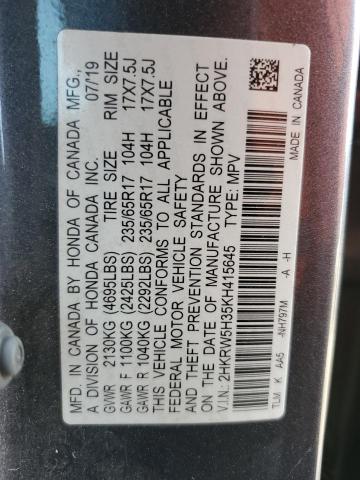 MFD. IN CANADA BY HONDA OF CANADA MFG.,
A DIVISION OF HONDA CANADA INC. 07/19
GVWR 2130KG (4695LBS) TIRE SIZE RIM SIZE
GAWR F 1100KG (2425LBS) 235/65R17 104H 17X7.5J
GAWR R 1040KG (2292LBS) 235/65R17 104H 17X7.5J
THIS VEHICLE CONFORMS TO ALL APPLICABLE
FEDERAL MOTOR VEHICLE SAFETY
AND THEFT PREVENTION STANDARDS IN EFFECT
ON THE DATE OF MANUFACTURE SHOWN ABOVE.
V.I.N.: 2HKRW5H35KH415645 TYPE: MPV
MADE IN CANADA
TLM K AA5 -NH797M -A -H